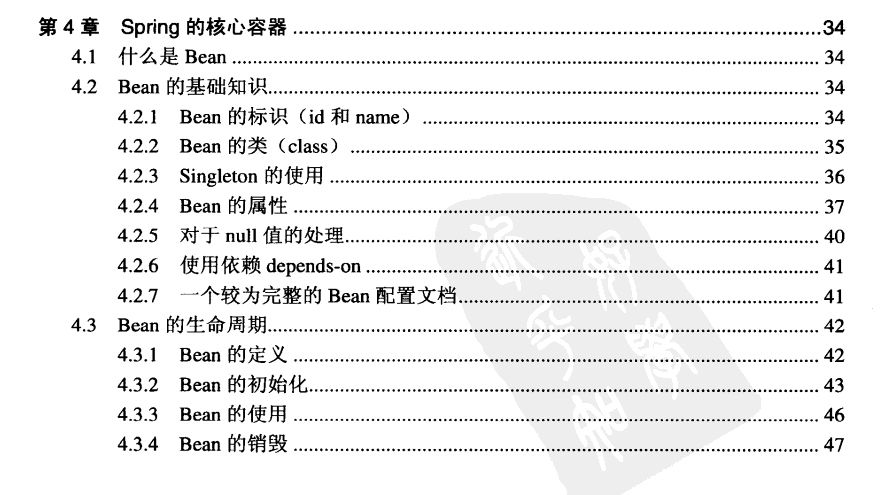 第 4 章 Spring 的核心容器 ........ 34
4.1 什么是 Bean ........ 34
4.2 Bean 的基础知识 ........ 34
4.2.1 Bean 的标识（id 和 name） ........ 34
4.2.2 Bean 的类（class） ........ 35
4.2.3 Singleton 的使用 ........ 36
4.2.4 Bean 的属性 ........ 37
4.2.5 对于 null 值的处理 ........ 40
4.2.6 使用依赖 depends-on ........ 41
4.2.7 一个较为完整的 Bean 配置文档 ........ 41
4.3 Bean 的生命周期 ........ 42
4.3.1 Bean 的定义 ........ 42
4.3.2 Bean 的初始化 ........ 43
4.3.3 Bean 的使用 ........ 46
4.3.4 Bean 的销毁 ........ 47